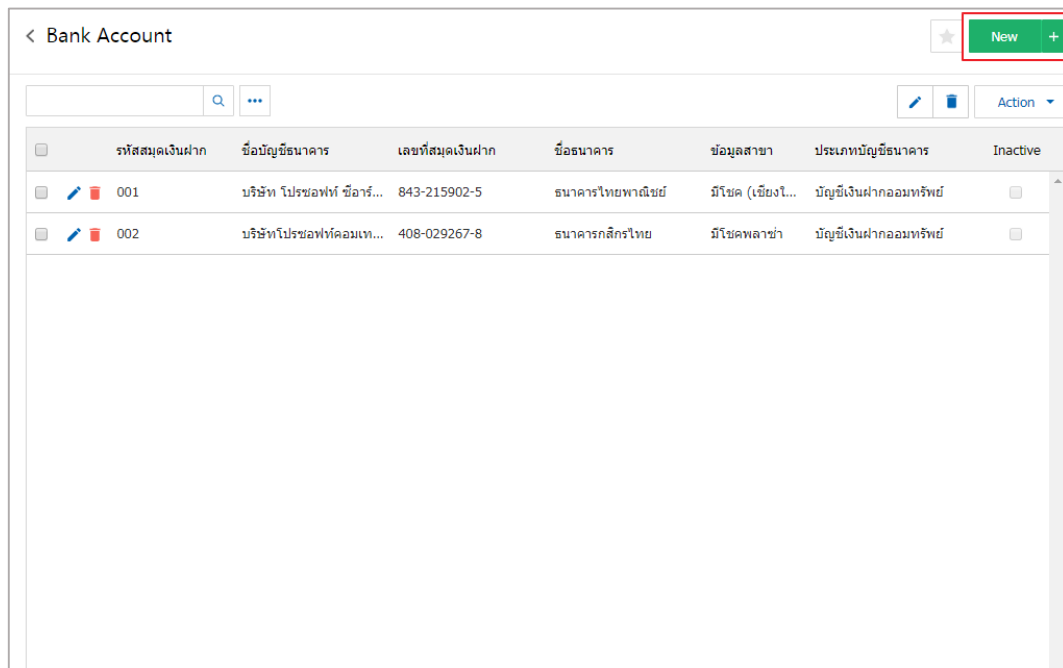 < Bank Account New +
Action
รหัสสมุดเงินฝาก ชื่อบัญชีธนาคาร เลขที่สมุดเงินฝาก ชื่อธนาคาร ข้อมูลสาขา ประเภทบัญชีธนาคาร Inactive
001 บริษัท โปรซอฟท์ ซีอาร์... 843-215902-5 ธนาคารไทยพาณิชย์ มีโชค (เชียงใ... บัญชีเงินฝากออมทรัพย์
002 บริษัทโปรซอฟท์คอมเท... 408-029267-8 ธนาคารกสิกรไทย มีโชคพลาซ่า บัญชีเงินฝากออมทรัพย์